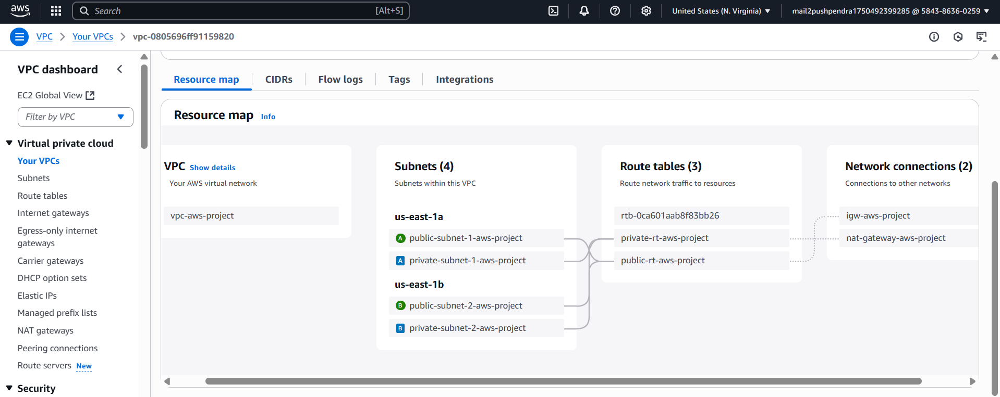 aws
Search [Alt+S]
United States (N. Virginia) ▼
mail2pushpendra1750492399285 @ 5843-8636-0259 ▼
VPC > Your VPCs > vpc-0805696ff91159820
VPC dashboard
EC2 Global View
Filter by VPC
Virtual private cloud
Your VPCs
Subnets
Route tables
Internet gateways
Egress-only internet
gateways
Carrier gateways
DHCP option sets
Elastic IPs
Managed prefix lists
NAT gateways
Peering connections
Route servers New
Security
Resource map
CIDRs
Flow logs
Tags
Integrations
Resource map Info
VPC Show details
Your AWS virtual network
vpc-aws-project
Subnets (4)
Subnets within this VPC
us-east-1a
A public-subnet-1-aws-project
A private-subnet-1-aws-project
us-east-1b
B public-subnet-2-aws-project
B private-subnet-2-aws-project
Route tables (3)
Route network traffic to resources
rtb-0ca601aab8f83bb26
private-rt-aws-project
public-rt-aws-project
Network connections (2)
Connections to other networks
igw-aws-project
nat-gateway-aws-project